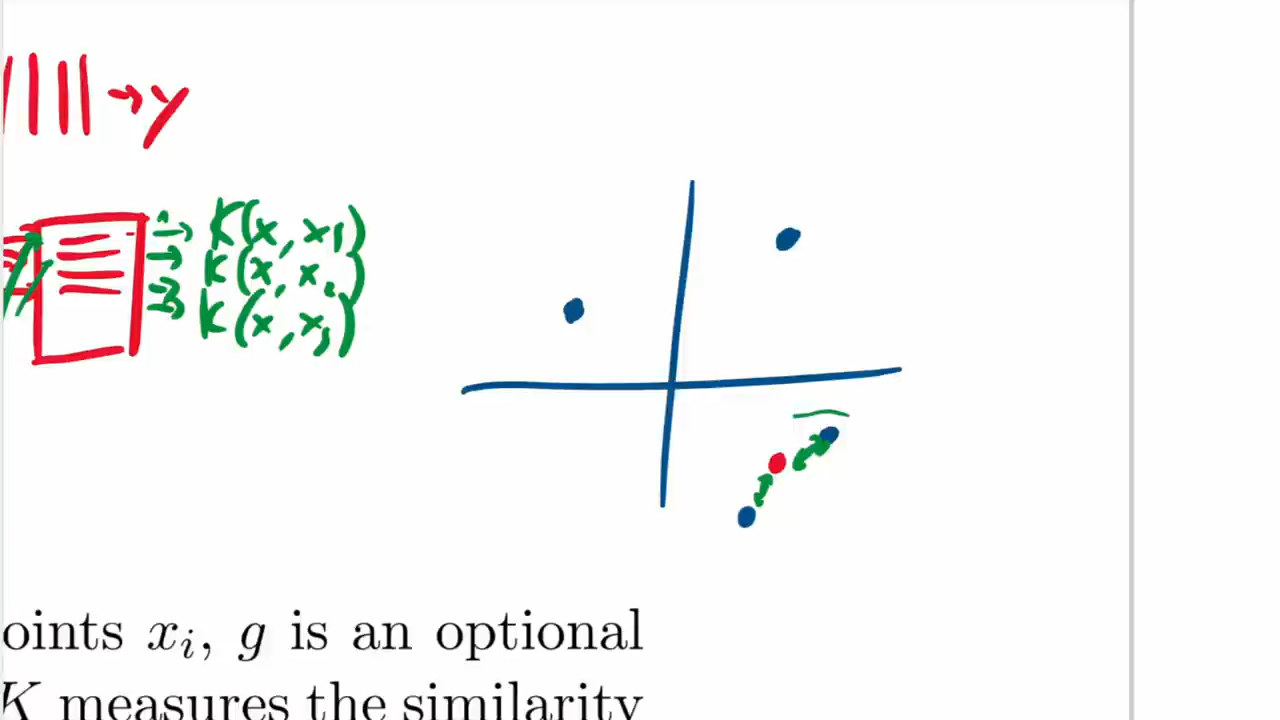 → y
→ K(x, x1)
→ K(x, x2
→ K(x, x3)
oints xi, g is an optional
K measures the similarity